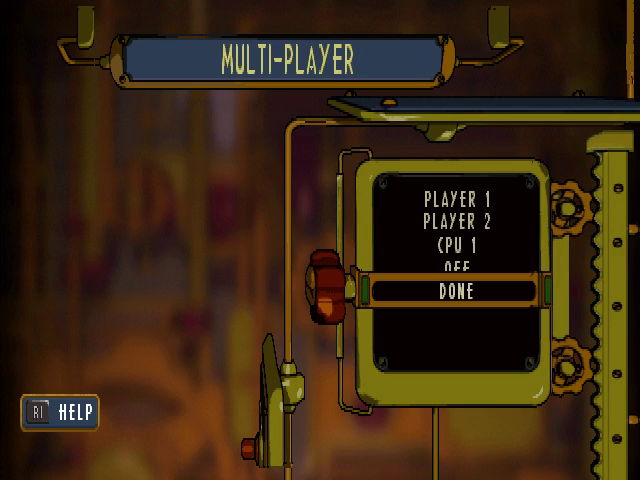 MULTI-PLAYER
PLAYER 1
PLAYER 2
CPU 1
OFF
DONE
R1 HELP